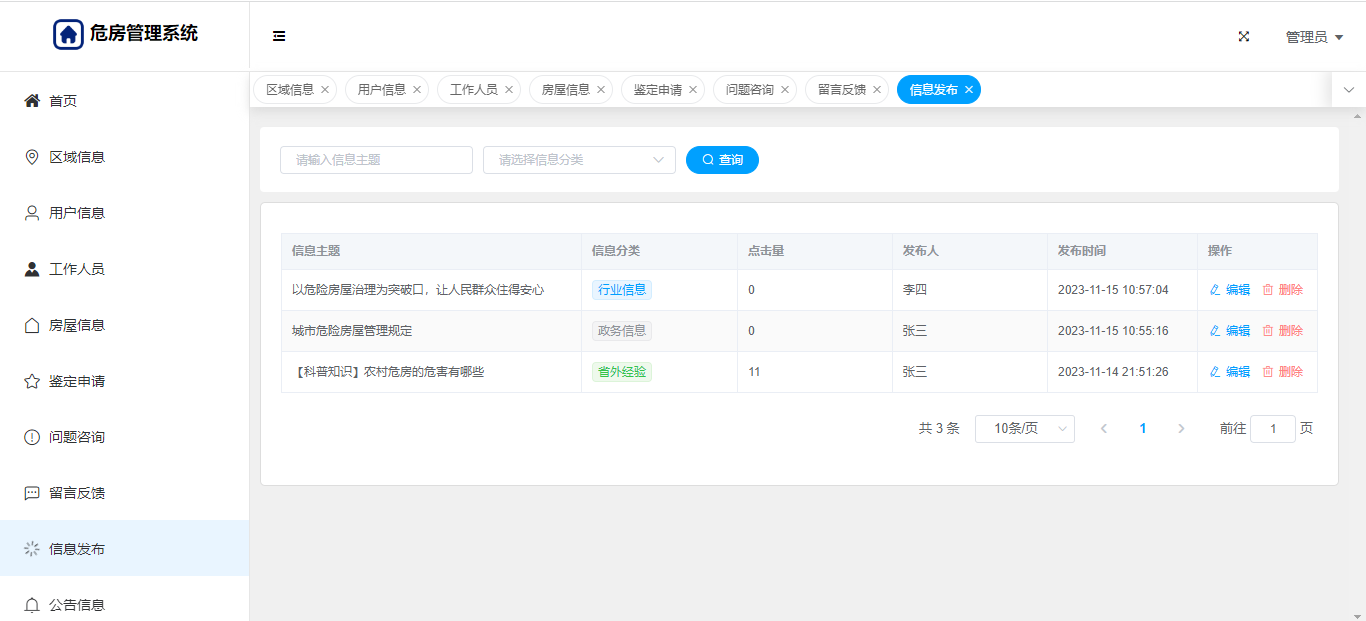 危房管理系统
管理员
首页
区域信息
用户信息
工作人员
房屋信息
鉴定申请
问题咨询
留言反馈
信息发布
公告信息
区域信息 用户信息 工作人员 房屋信息 鉴定申请 问题咨询 留言反馈 信息发布
请输入信息主题 请选择信息分类 查询
信息主题 信息分类 点击量 发布人 发布时间 操作
以危险房屋治理为突破口，让人民群众住得安心 行业信息 0 李四 2023-11-15 10:57:04 编辑 删除
城市危险房屋管理规定 政务信息 0 张三 2023-11-15 10:55:16 编辑 删除
【科普知识】农村危房的危害有哪些 省外经验 11 张三 2023-11-14 21:51:26 编辑 删除
共 3 条 10条/页 1 前往 1 页